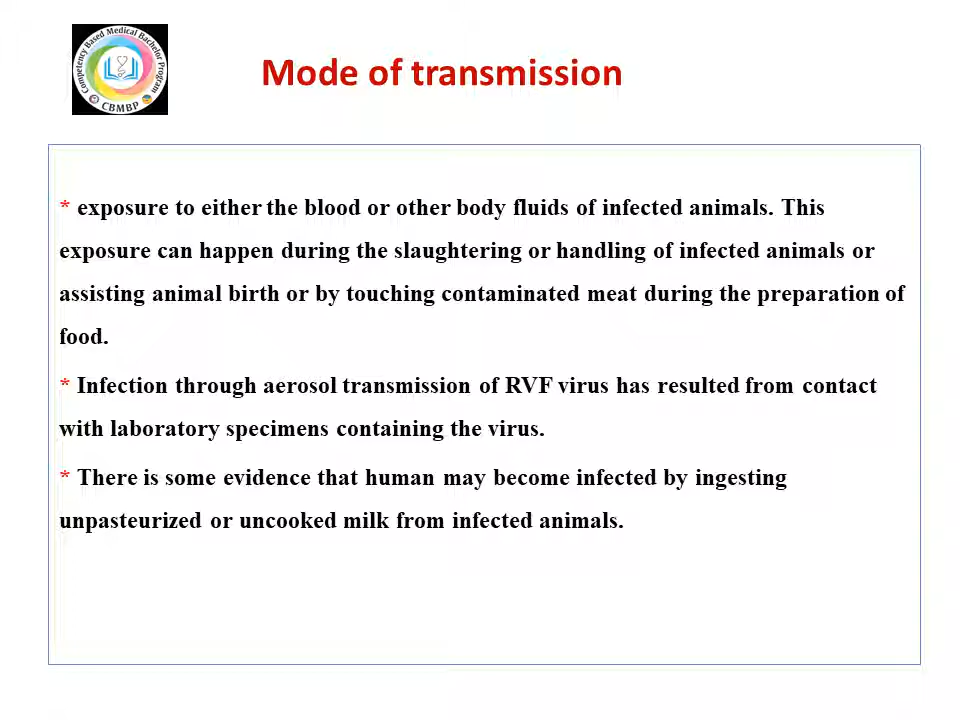 Competency Based Medical Bachelor Program
CBMBP
Mode of transmission
* exposure to either the blood or other body fluids of infected animals. This
exposure can happen during the slaughtering or handling of infected animals or
assisting animal birth or by touching contaminated meat during the preparation of
food.
* Infection through aerosol transmission of RVF virus has resulted from contact
with laboratory specimens containing the virus.
* There is some evidence that human may become infected by ingesting
unpasteurized or uncooked milk from infected animals.